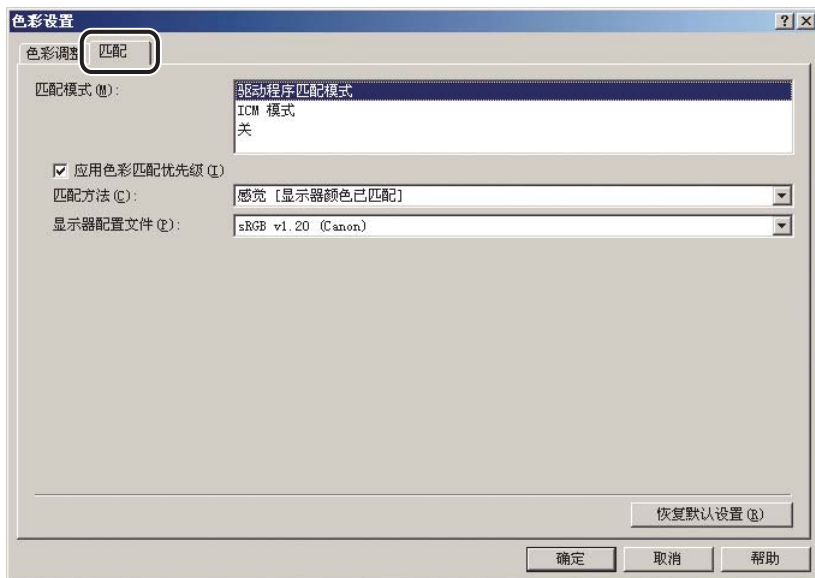 色彩设置
色彩调整 匹配
匹配模式(M):
驱动程序匹配模式
ICM 模式
关
应用色彩匹配优先级(I)
匹配方法(C):
感觉 [显示器颜色已匹配]
显示器配置文件(P):
sRGB v1.20 (Canon)
恢复默认设置(R)
确定 取消 帮助